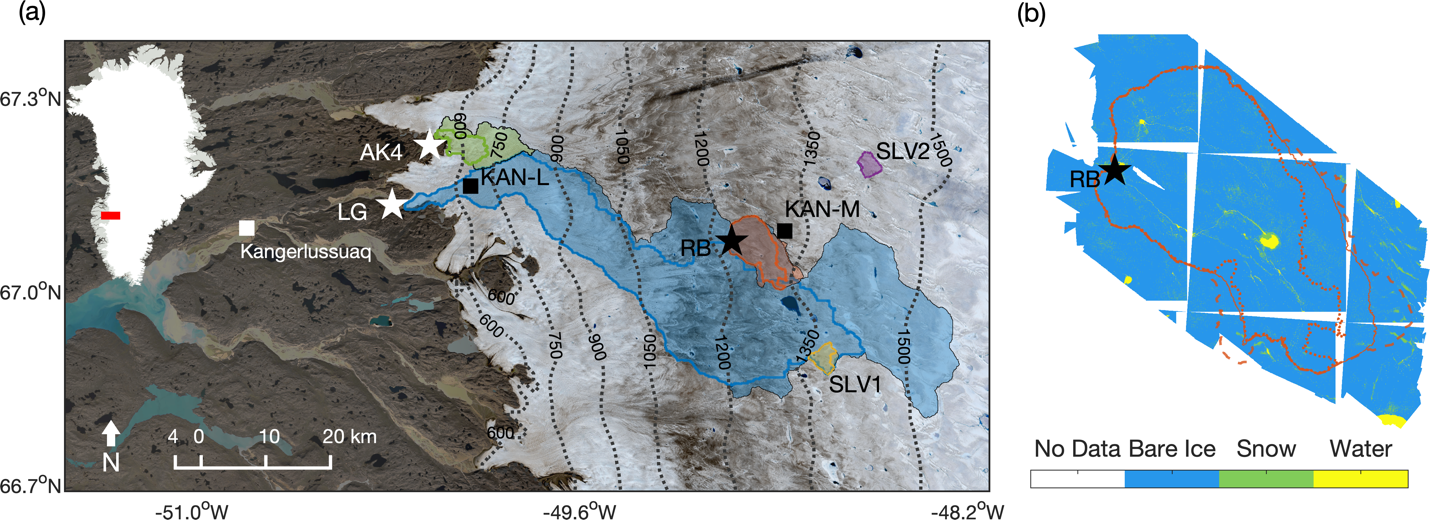 (a)
(b)
67.3°N
67.0°N
66.7°N
-51.0°W
-49.6°W
-48.2°W
AK4
LG
KAN-L
Kangerlussuaq
RB
KAN-M
SLV2
SLV1
600
750
900
1050
1200
1350
1500
600
600
750
900
1050
1200
1350
1500
600
N
4 0 10 20 km
RB
No Data Bare Ice Snow Water